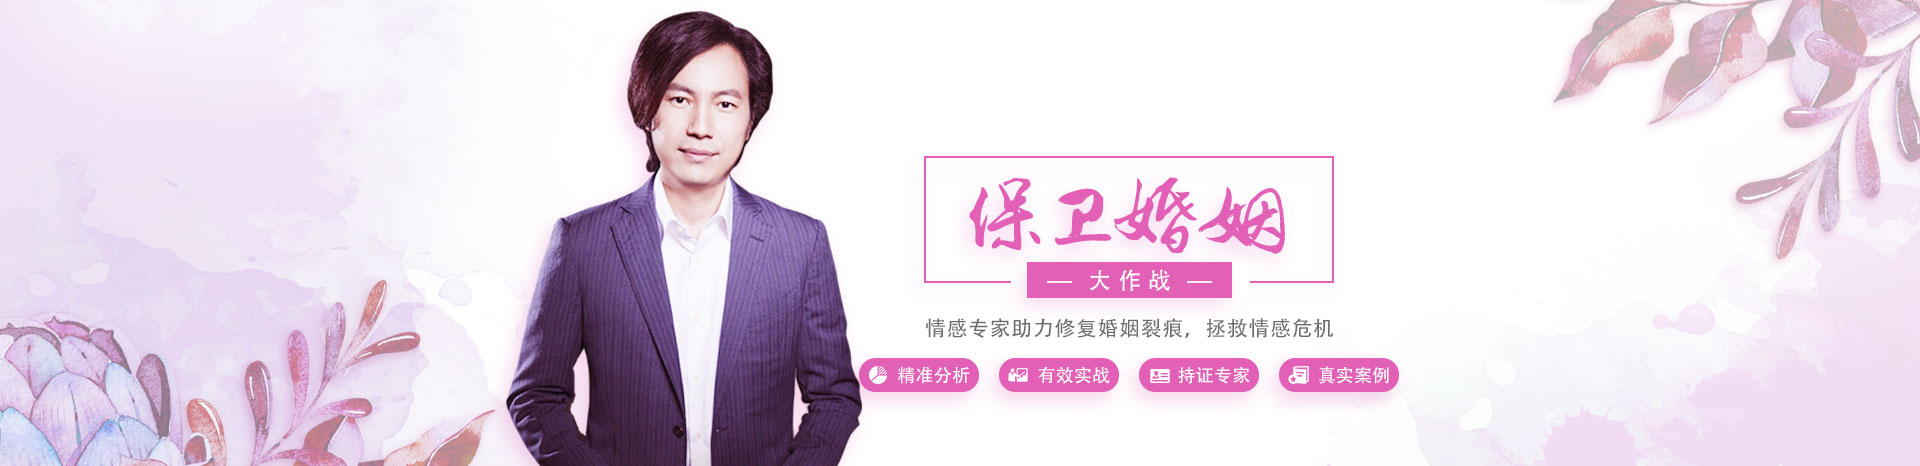 保卫婚姻
— 大作战 —
情感专家助力修复婚姻裂痕，拯救情感危机
精准分析 有效实战 持证专家 真实案例